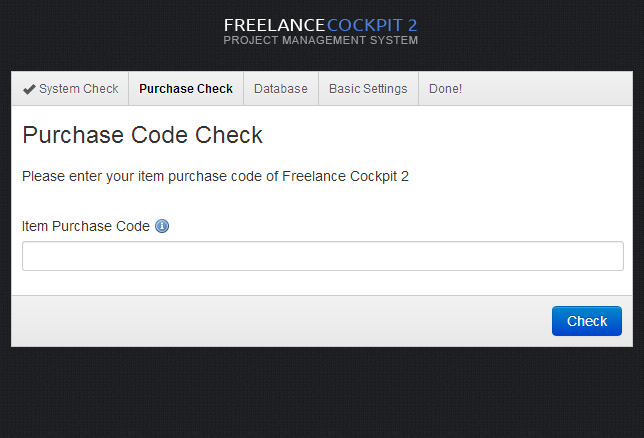 FREELANCECOCKPIT 2
PROJECT MANAGEMENT SYSTEM
System Check Purchase Check Database Basic Settings Done!
Purchase Code Check
Please enter your item purchase code of Freelance Cockpit 2
Item Purchase Code
Check